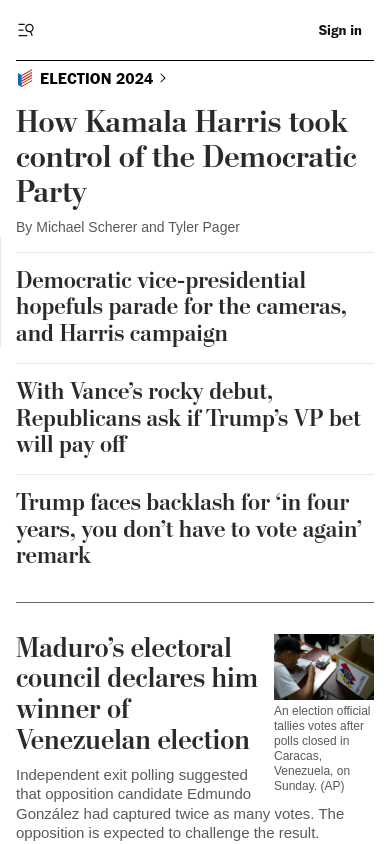 Sign in
ELECTION 2024
How Kamala Harris took
control of the Democratic
Party
By Michael Scherer and Tyler Pager
Democratic vice-presidential
hopefuls parade for the cameras,
and Harris campaign
With Vance’s rocky debut,
Republicans ask if Trump’s VP bet
will pay off
Trump faces backlash for ‘in four
years, you don’t have to vote again’
remark
Maduro’s electoral
council declares him
winner of
Venezuelan election
Independent exit polling suggested
that opposition candidate Edmundo
González had captured twice as many votes. The
opposition is expected to challenge the result.
An election official
tallies votes after
polls closed in
Caracas,
Venezuela, on
Sunday. (AP)